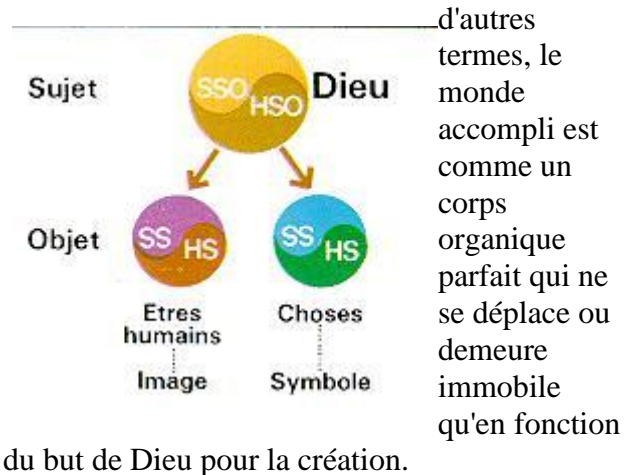 Sujet
SSO
HSO
Dieu
Objet
SS
HS
SS
HS
Etres
humains
Image
Choses
Symbole
d'autres
termes, le
monde
accompli est
comme un
corps
organique
parfait qui ne
se déplace ou
demeure
immobile
qu'en fonction
du but de Dieu pour la création.